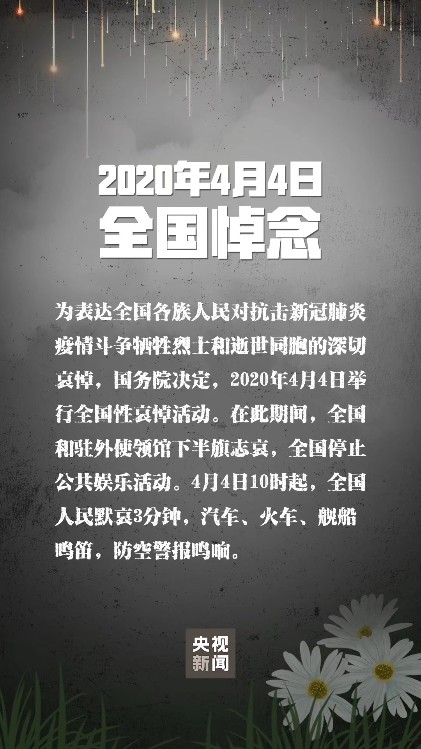 2020年4月4日
全国悼念
为表达全国各族人民对抗击新冠肺炎
疫情斗争牺牲烈士和逝世同胞的深切
哀悼，国务院决定，2020年4月4日举
行全国性哀悼活动。在此期间，全国
和驻外使领馆下半旗志哀，全国停止
公共娱乐活动。4月4日10时起，全国
人民默哀3分钟，汽车、火车、舰船
鸣笛，防空警报鸣响。
央视
新闻